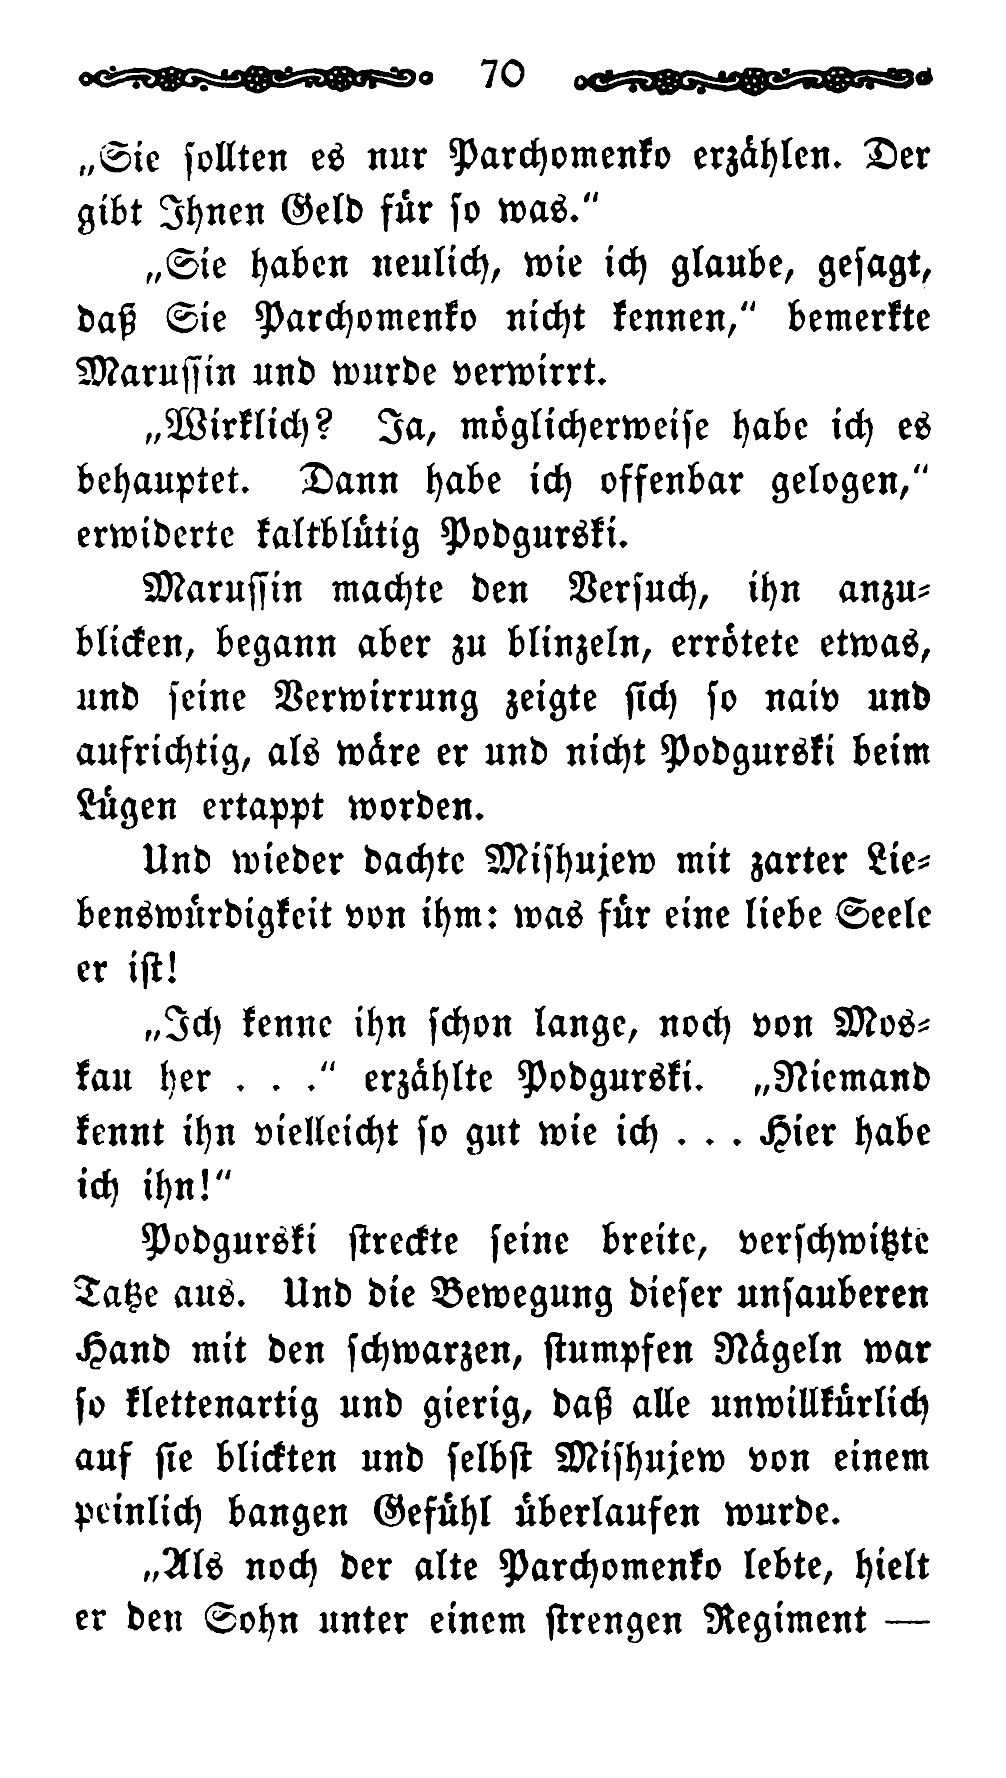 70
„Sie sollten es nur Parchomenko erzählen. Der
gibt Ihnen Geld für so was.“
„Sie haben neulich, wie ich glaube, gesagt,
daß Sie Parchomenko nicht kennen,“ bemerkte
Marussin und wurde verwirrt.
„Wirklich? Ja, möglicherweise habe ich es
behauptet. Dann habe ich offenbar gelogen,“
erwiderte kaltblütig Podgurski.
Marussin machte den Versuch, ihn anzu-
blicken, begann aber zu blinzeln, errötete etwas,
und seine Verwirrung zeigte sich so naiv und
aufrichtig, als wäre er und nicht Podgurski beim
Lügen ertappt worden.
Und wieder dachte Mishujew mit zarter Lie-
benswürdigkeit von ihm: was für eine liebe Seele
er ist!
„Ich kenne ihn schon lange, noch von Mos-
kau her . . .“ erzählte Podgurski. „Niemand
kennt ihn vielleicht so gut wie ich . . . Hier habe
ich ihn!“
Podgurski streckte seine breite, verschwitzte
Tatze aus. Und die Bewegung dieser unsauberen
Hand mit den schwarzen, stumpfen Nägeln war
so klettenartig und gierig, daß alle unwillkürlich
auf sie blickten und selbst Mishujew von einem
peinlich bangen Gefühl überlaufen wurde.
„Als noch der alte Parchomenko lebte, hielt
er den Sohn unter einem strengen Regiment —